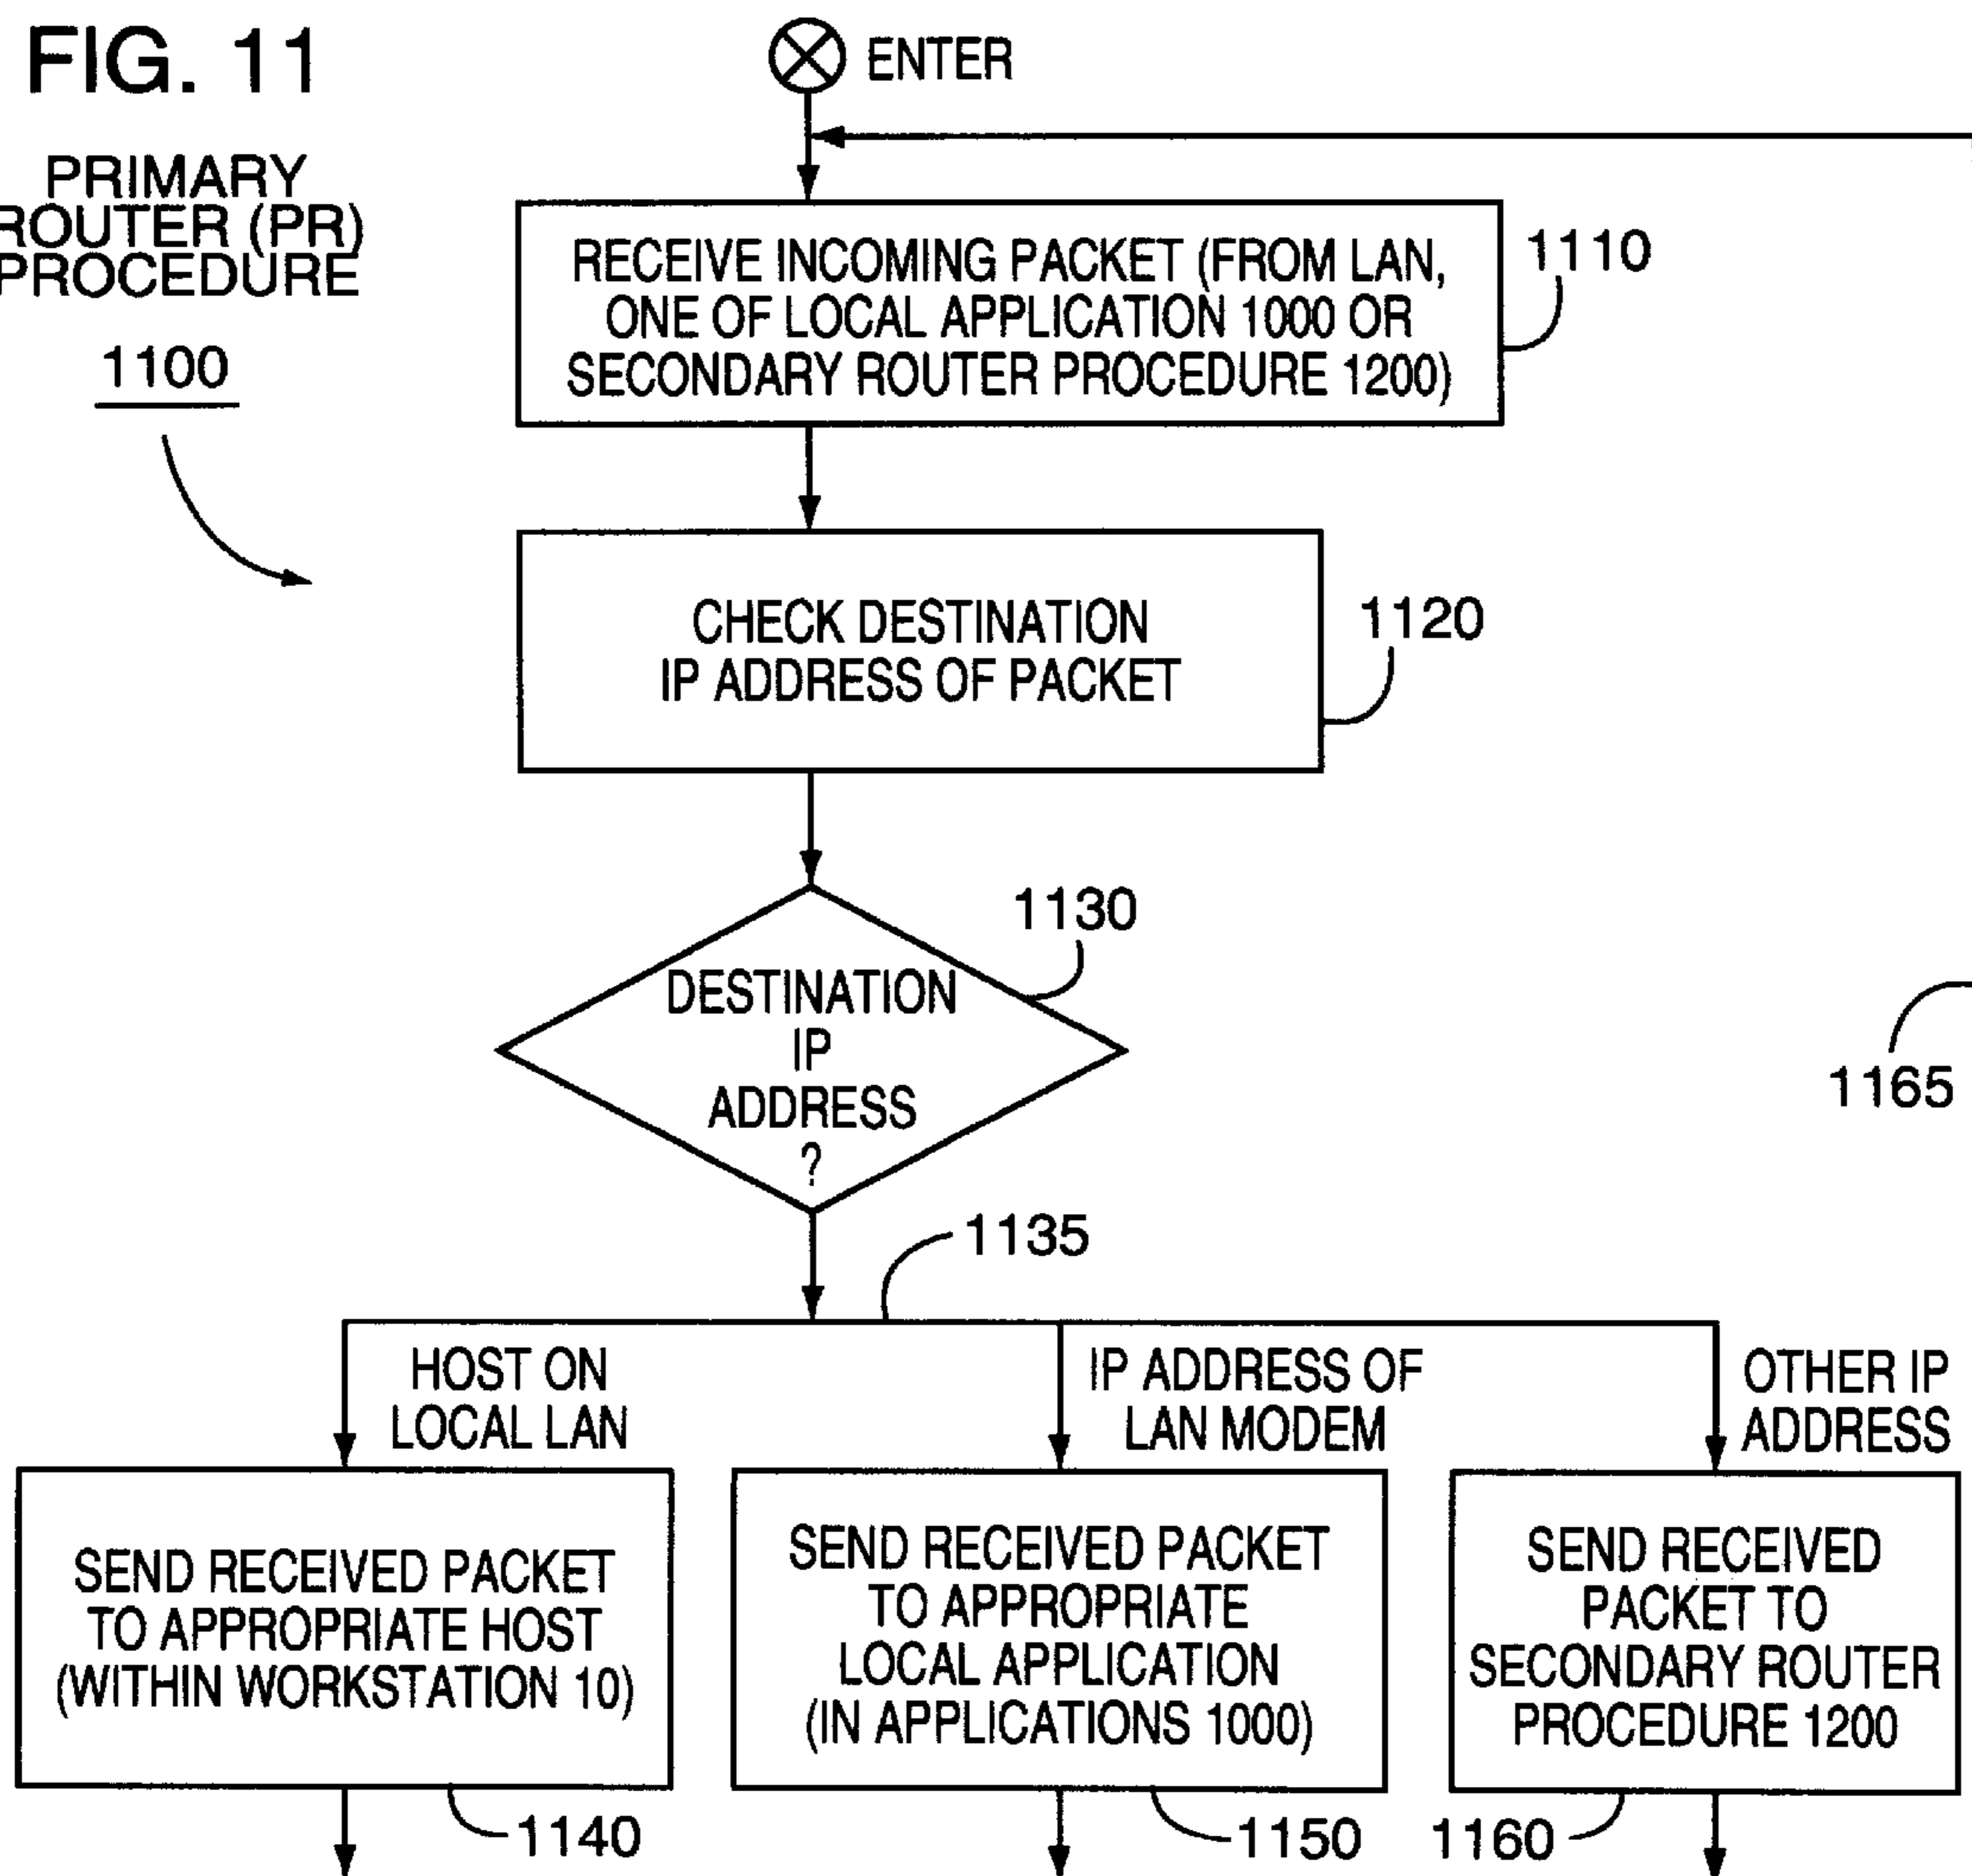 FIG. 11
ENTER
PRIMARY
ROUTER (PR)
PROCEDURE
1100
RECEIVE INCOMING PACKET (FROM LAN,
ONE OF LOCAL APPLICATION 1000 OR
SECONDARY ROUTER PROCEDURE 1200)
1110
CHECK DESTINATION
IP ADDRESS OF PACKET
1120
DESTINATION
IP
ADDRESS
?
1130
1165
1135
HOST ON
LOCAL LAN
IP ADDRESS OF
LAN MODEM
OTHER IP
ADDRESS
SEND RECEIVED PACKET
TO APPROPRIATE HOST
(WITHIN WORKSTATION 10)
SEND RECEIVED PACKET
TO APPROPRIATE
LOCAL APPLICATION
(IN APPLICATIONS 1000)
SEND RECEIVED
PACKET TO
SECONDARY ROUTER
PROCEDURE 1200
1140
1150
1160